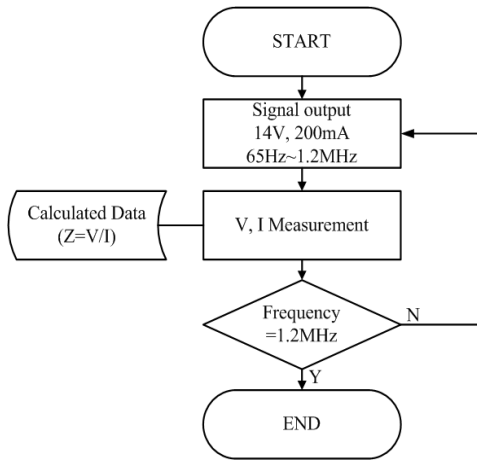 START
Signal output
14V, 200mA
65Hz~1.2MHz
Calculated Data
(Z=V/I)
V, I Measurement
Frequency
=1.2MHz
N
Y
END